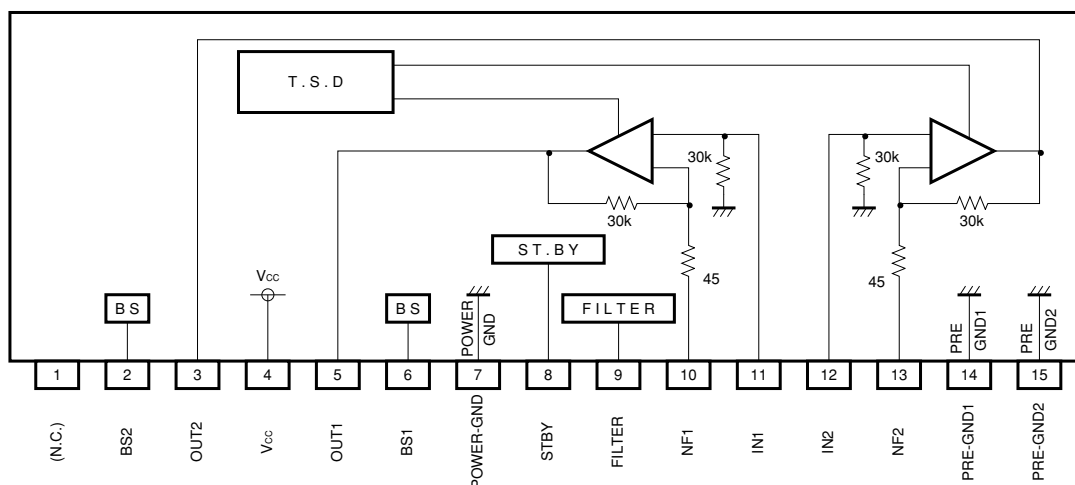 T.S.D
30k
30k
30k
30k
ST.BY
45
45
VCC
BS
BS
POWER
GND
FILTER
PRE
GND1
PRE
GND2
1
2
3
4
5
6
7
8
9
10
11
12
13
14
15
(N.C.)
BS2
OUT2
VCC
OUT1
BS1
POWER-GND
STBY
FILTER
NF1
IN1
IN2
NF2
PRE-GND1
PRE-GND2